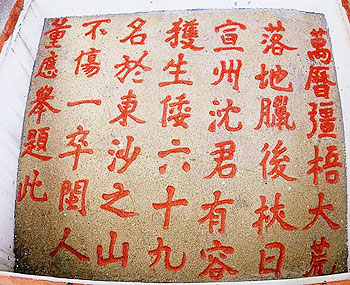 萬曆彊梧大荒
落地臘後挾日
宣州沈君有容
獲生倭六十九
名於東沙之山
不傷一卒閩人
董應舉題此